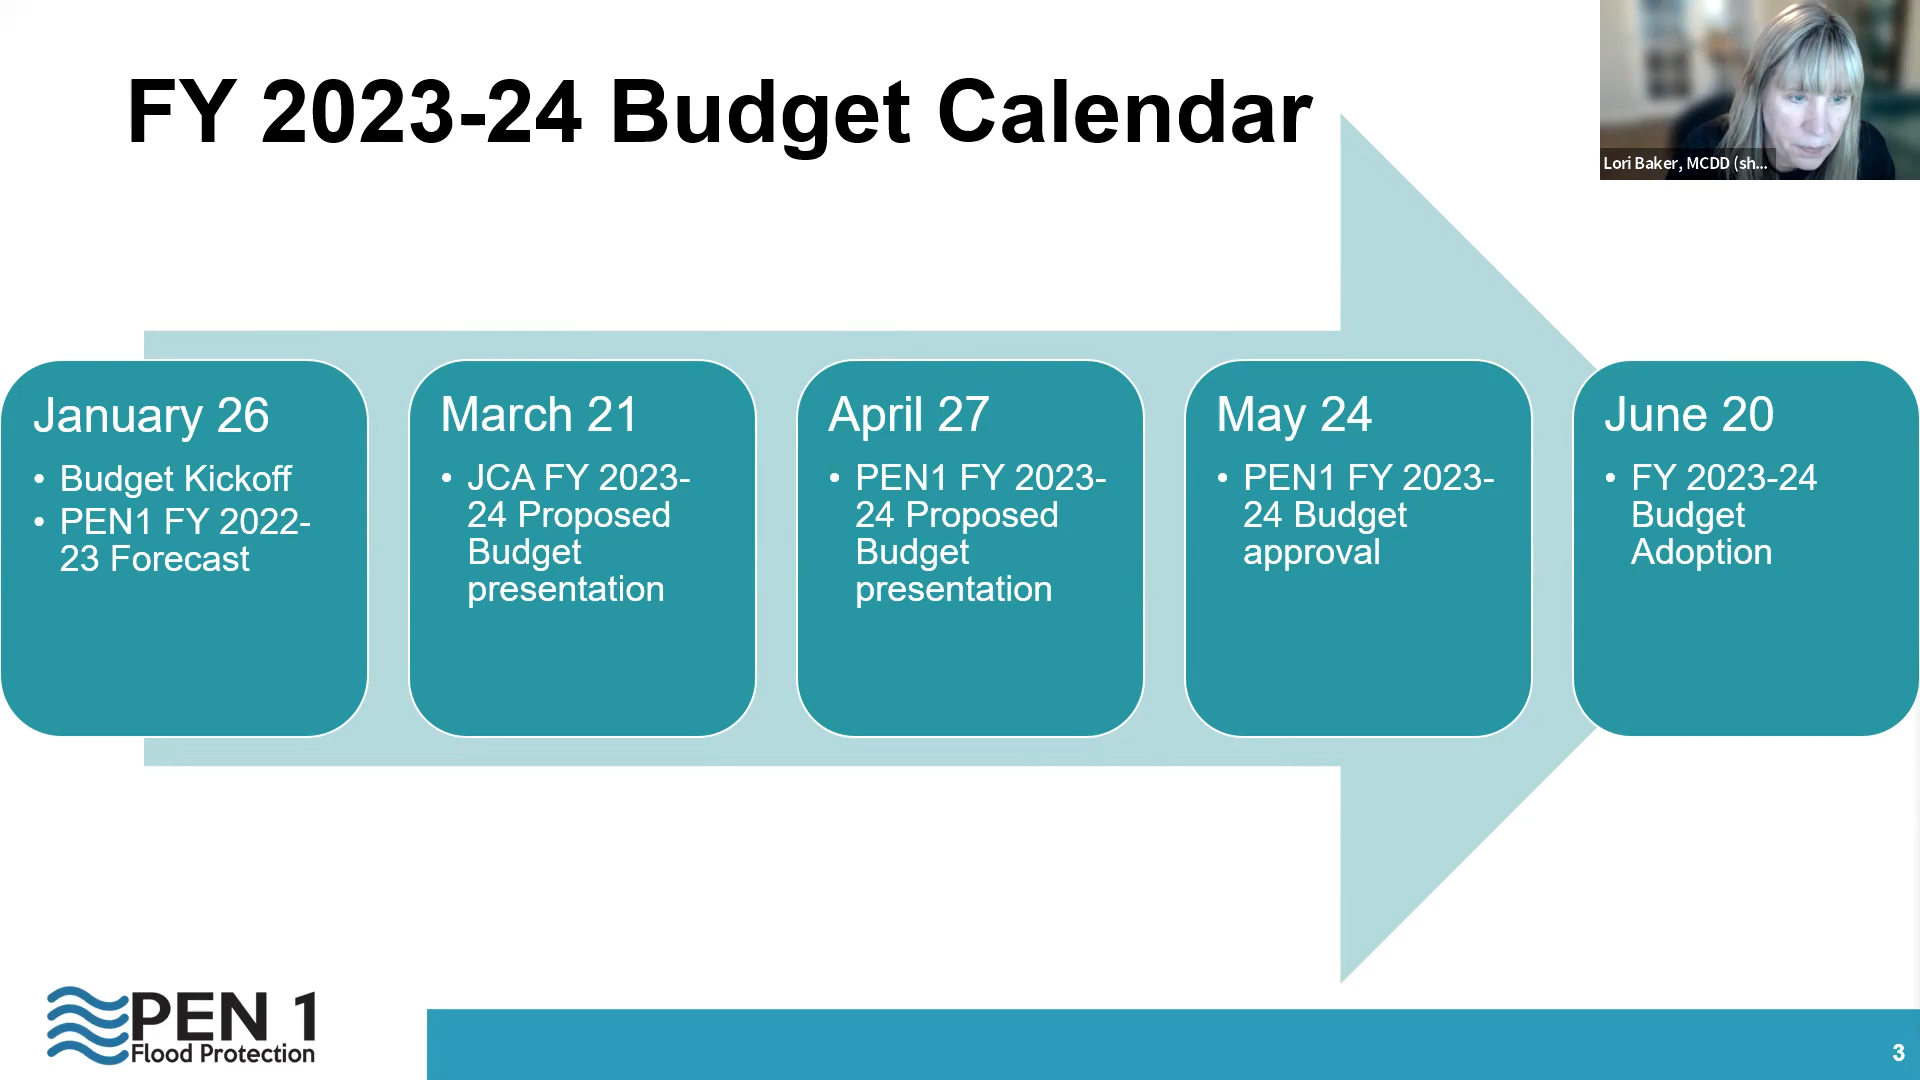 FY 2023-24 Budget Calendar
Lori Baker, MCDD (sh...
January 26
• Budget Kickoff
• PEN1 FY 2022-
23 Forecast
March 21
• JCA FY 2023-
24 Proposed
Budget
presentation
April 27
• PEN1 FY 2023-
24 Proposed
Budget
presentation
May 24
• PEN1 FY 2023-
24 Budget
approval
June 20
• FY 2023-24
Budget
Adoption
PEN 1
Flood Protection
3